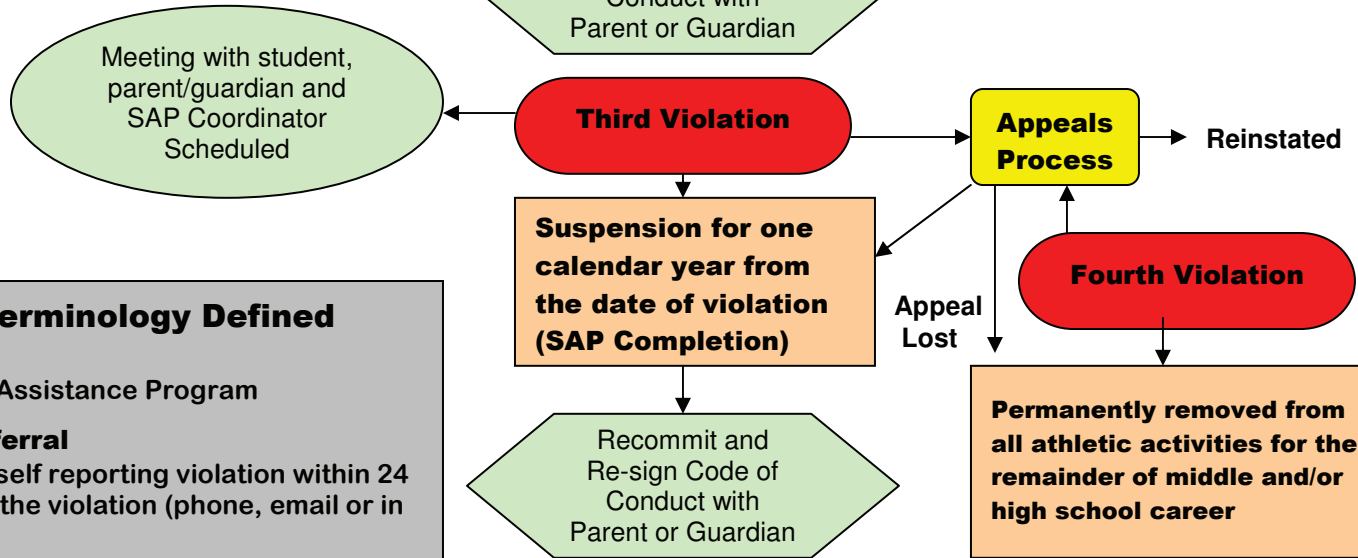 Conduct with
Parent or Guardian
Meeting with student,
parent/guardian and
SAP Coordinator
Scheduled
Third Violation
Appeals
Process
Reinstated
Suspension for one
calendar year from
the date of violation
(SAP Completion)
Appeal
Lost
Fourth Violation
erminology Defined
Assistance Program
ferral
self reporting violation within 24
the violation (phone, email or in
Recommit and
Re-sign Code of
Conduct with
Parent or Guardian
Permanently removed from
all athletic activities for the
remainder of middle and/or
high school career